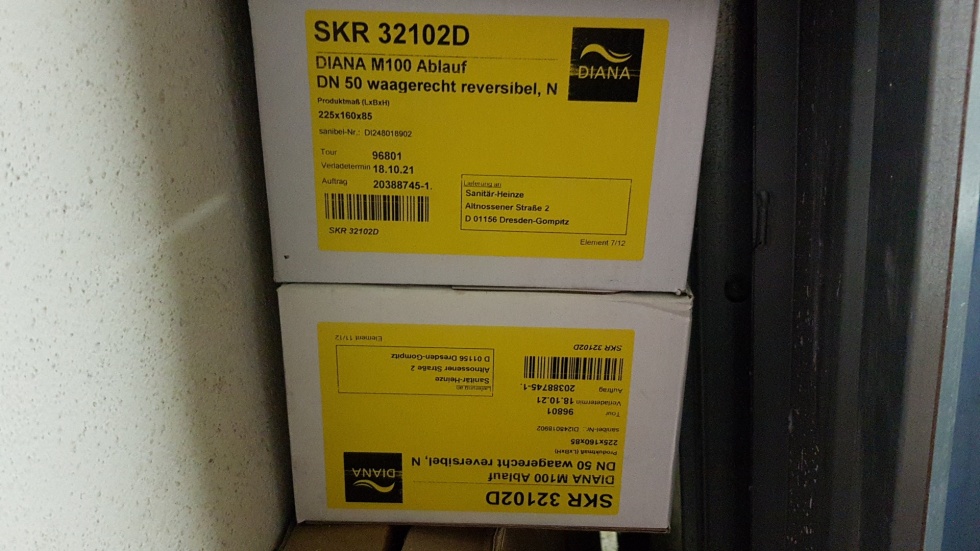 SKR 32102D
DIANA M100 Ablauf
DN 50 waagerecht reversibel, N
DIANA
Produktmaß (LxBxH)
225x160x85
sanibel-Nr.: DI248018902
Tour 96801
Verladetermin 18.10.21
Auftrag 20388745-1.
SKR 32102D
Lieferung an
Sanitär-Heinze
Altnossener Straße 2
D 01156 Dresden-Gompitz
Element 7/12
SKR 32102D
DIANA M100 Ablauf
DN 50 waagerecht reversibel, N
DIANA
Produktmaß (LxBxH)
225x160x85
sanibel-Nr.: DI248018902
Tour 96801
Verladetermin 18.10.21
Auftrag 20388745-1.
SKR 32102D
Lieferung an
Sanitär-Heinze
Altnossener Straße 2
D 01156 Dresden-Gompitz
Element 11/12